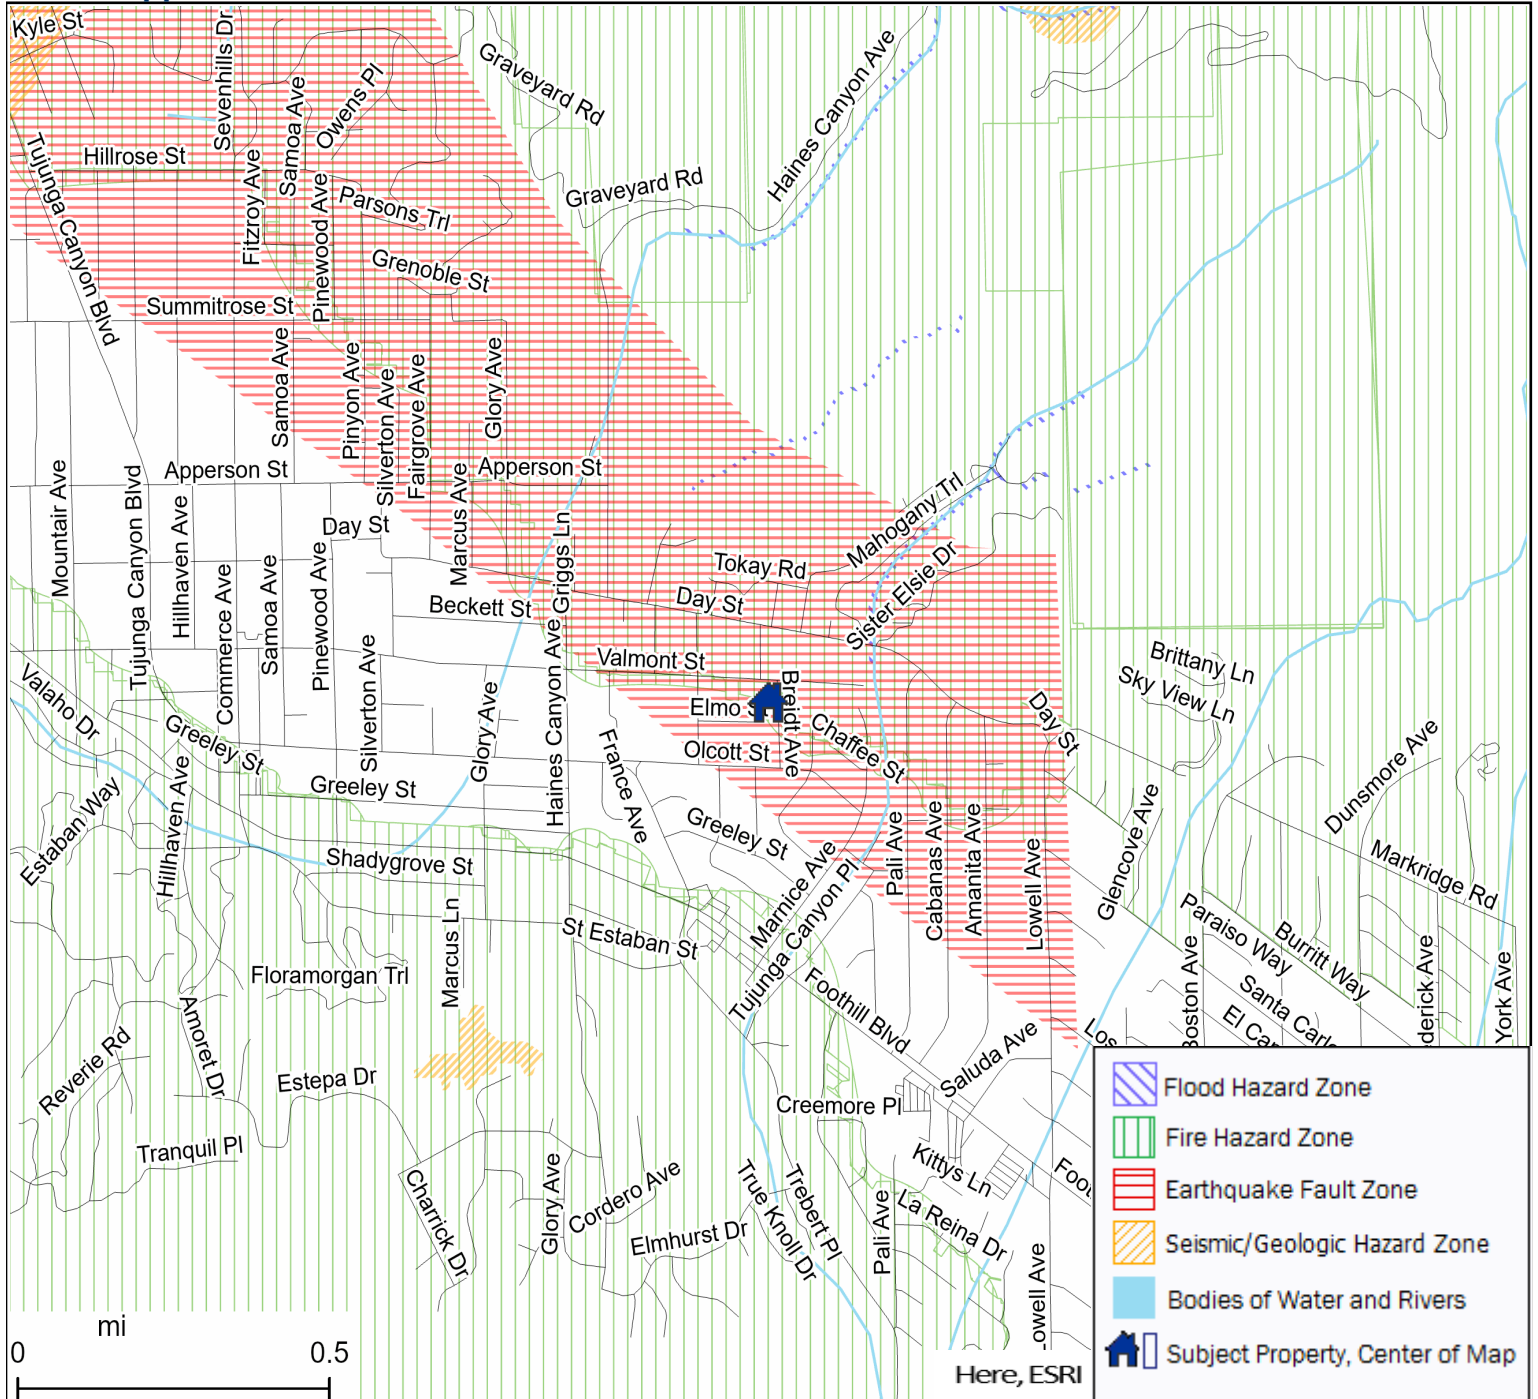 Kyle St
Sevenhills Dr
Graveyard Rd
Haines Canyon Ave
Owens Pl
Samoa Ave
Tujunga Canyon Blvd
Hillrose St
Fitzroy Ave
Pinewood Ave
Parsons Trl
Graveyard Rd
Grenoble St
Summitrose St
Samoa Ave
Pinyon Ave
Silverton Ave
Fairgrove Ave
Glory Ave
Mountair Ave
Tujunga Canyon Blvd
Apperson St
Apperson St
Marcus Ave
Hillhaven Ave
Day St
Griggs Ln
Mahogany Trl
Commerce Ave
Samoa Ave
Pinewood Ave
Tokay Rd
Sister Elsie Dr
Beckett St
Day St
Silverton Ave
Haines Canyon Ave
Valmont St
Brittany Ln
Sky View Ln
Valaho Dr
Glory Ave
Elmo St
Breidt Ave
Day St
Greeley St
France Ave
Olcott St
Chaffee St
Dunsmore Ave
Estaban Way
Hillhaven Ave
Greeley St
Greeley St
Pali Ave
Cabanas Ave
Amanita Ave
Lowell Ave
Glencove Ave
Shadygrove St
Marnice Ave
Markridge Rd
Marcus Ln
St Estaban St
Tujunga Canyon Pl
Paraiso Way
Burritt Way
Floramorgan Trl
Foothill Blvd
Boston Ave
Santa Carl
derick Ave
York Ave
Reverie Rd
Amoret Dr
El Car
Los
Saluda Ave
Estepa Dr
Creemore Pl
Tranquil Pl
Kittys Ln
Foot
Charrick Dr
Glory Ave
Cordero Ave
Elmhurst Dr
True Knoll Dr
Trebert Pl
Pali Ave
La Reina Dr
Lowell Ave
Flood Hazard Zone
Fire Hazard Zone
Earthquake Fault Zone
Seismic/Geologic Hazard Zone
Bodies of Water and Rivers
Subject Property, Center of Map
mi
0 0.5
Here, ESRI